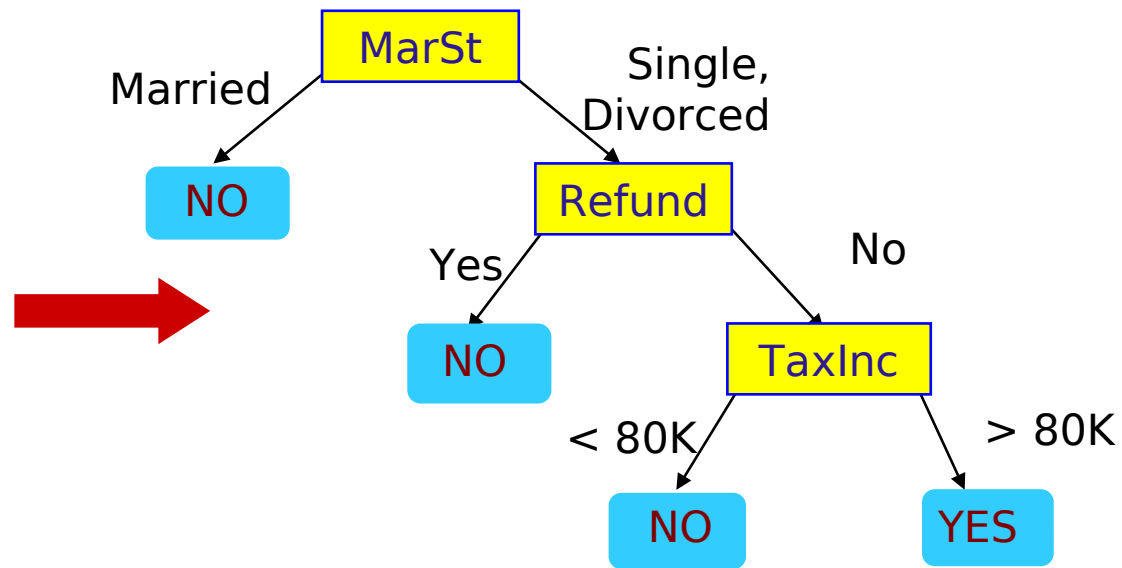 MarSt
Married
Single,
Divorced
NO
Refund
Yes
No
NO
TaxInc
< 80K
> 80K
NO
YES